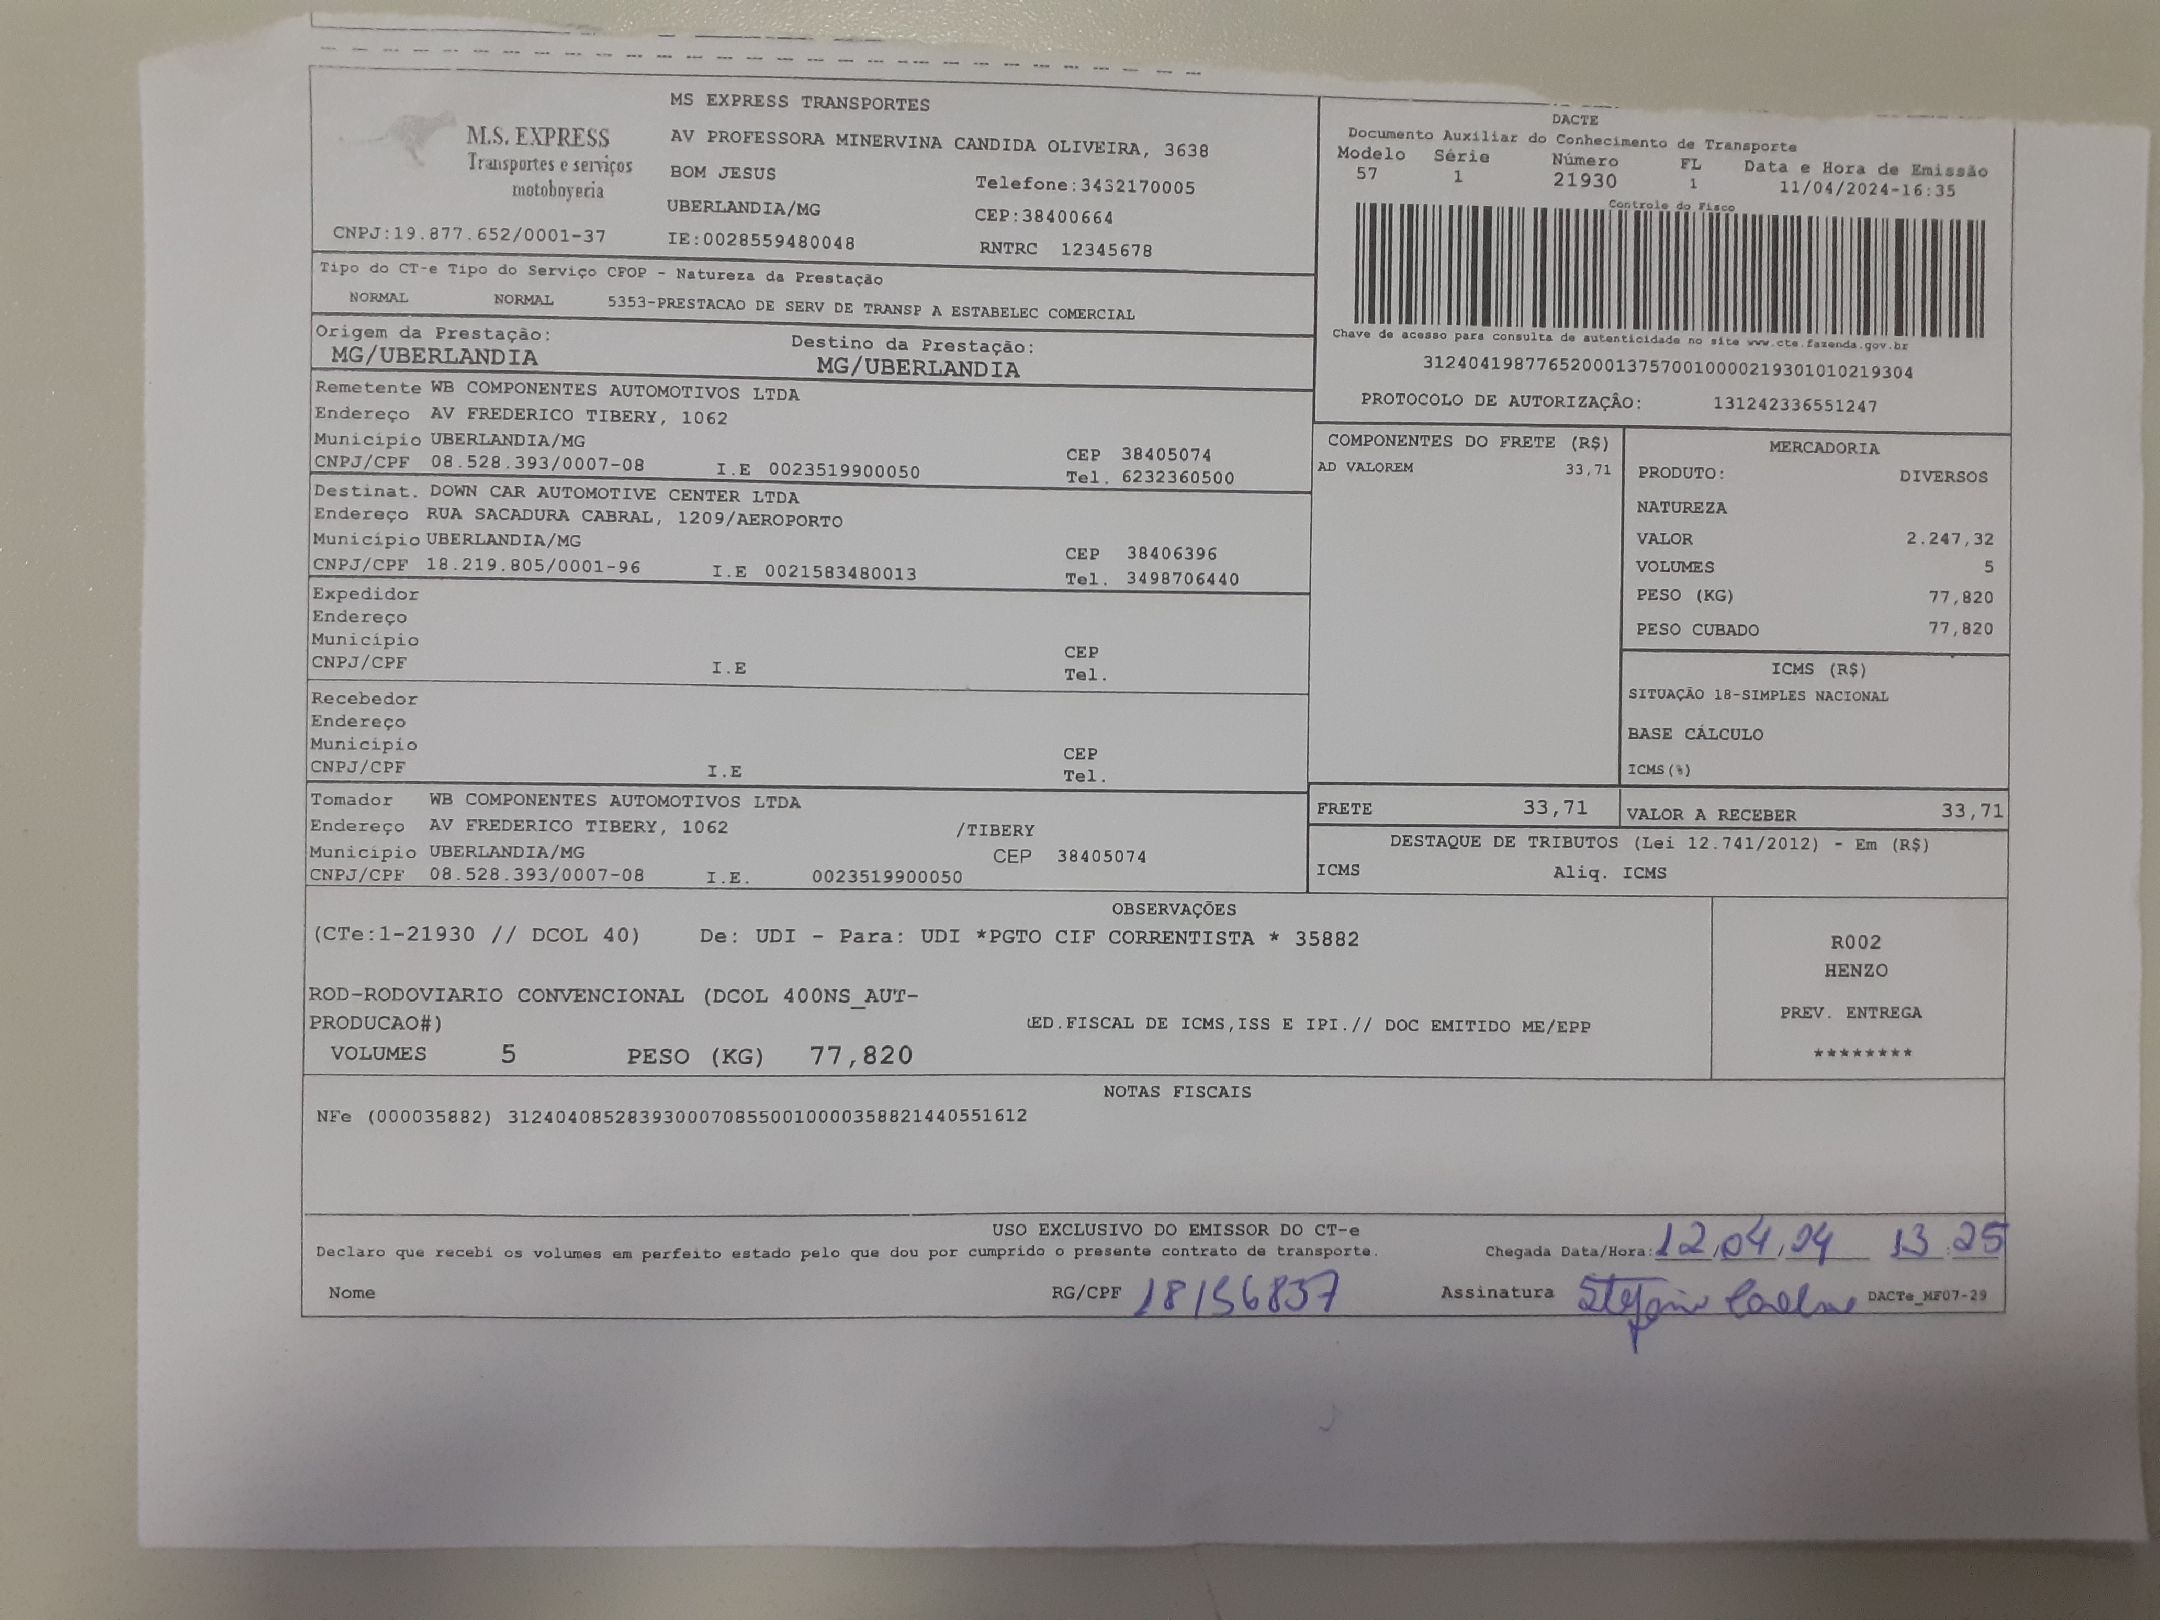 MS EXPRESS TRANSPORTES
M.S. EXPRESS
Transportes e serviços
motoboyeria
AV PROFESSORA MINERVINA CANDIDA OLIVEIRA, 3638
BOM JESUS Telefone:3432170005
UBERLANDIA/MG CEP:38400664
CNPJ:19.877.652/0001-37 IE:0028559480048 RNTRC 12345678
DACTE
Documento Auxiliar do Conhecimento de Transporte
Modelo Série Número FL Data e Hora de Emissão
57 1 21930 1 11/04/2024-16:35
Controle do Fisco
Chave de acesso para consulta de autenticidade no site www.cte.fazenda.gov.br
31240419877652000137570010000219301010219304
PROTOCOLO DE AUTORIZAÇÂO: 131242336551247
Tipo do CT-e Tipo do Serviço CFOP - Natureza da Prestação
NORMAL NORMAL 5353-PRESTACAO DE SERV DE TRANSP A ESTABELEC COMERCIAL
Origem da Prestação: Destino da Prestação:
MG/UBERLANDIA MG/UBERLANDIA
Remetente WB COMPONENTES AUTOMOTIVOS LTDA
Endereço AV FREDERICO TIBERY, 1062
Município UBERLANDIA/MG CEP 38405074
CNPJ/CPF 08.528.393/0007-08 I.E 0023519900050 Tel. 6232360500
Destinat. DOWN CAR AUTOMOTIVE CENTER LTDA
Endereço RUA SACADURA CABRAL, 1209/AEROPORTO
Município UBERLANDIA/MG CEP 38406396
CNPJ/CPF 18.219.805/0001-96 I.E 0021583480013 Tel. 3498706440
Expedidor
Endereço
Município CEP
CNPJ/CPF I.E Tel.
Recebedor
Endereço
Município CEP
CNPJ/CPF I.E Tel.
Tomador WB COMPONENTES AUTOMOTIVOS LTDA
Endereço AV FREDERICO TIBERY, 1062 /TIBERY
Município UBERLANDIA/MG CEP 38405074
CNPJ/CPF 08.528.393/0007-08 I.E. 0023519900050
COMPONENTES DO FRETE (R$)
AD VALOREM 33,71
MERCADORIA
PRODUTO: DIVERSOS
NATUREZA
VALOR 2.247,32
VOLUMES 5
PESO (KG) 77,820
PESO CUBADO 77,820
ICMS (R$)
SITUAÇÃO 18-SIMPLES NACIONAL
BASE CÁLCULO
ICMS(%)
FRETE 33,71 VALOR A RECEBER 33,71
DESTAQUE DE TRIBUTOS (Lei 12.741/2012) - Em (R$)
ICMS Aliq. ICMS
OBSERVAÇÕES
(CTe:1-21930 // DCOL 40) De: UDI - Para: UDI *PGTO CIF CORRENTISTA * 35882
ROD-RODOVIARIO CONVENCIONAL (DCOL 400NS_AUT-
PRODUCAO#) ED.FISCAL DE ICMS,ISS E IPI.// DOC EMITIDO ME/EPP
VOLUMES 5 PESO (KG) 77,820
R002
HENZO
PREV. ENTREGA
********
NOTAS FISCAIS
NFe (000035882) 31240408528393000708550010000358821440551612
USO EXCLUSIVO DO EMISSOR DO CT-e
Declaro que recebi os volumes em perfeito estado pelo que dou por cumprido o presente contrato de transporte. Chegada Data/Hora: 12,04,24 13:25
Nome RG/CPF 18156837 Assinatura DACTe_MF07-29